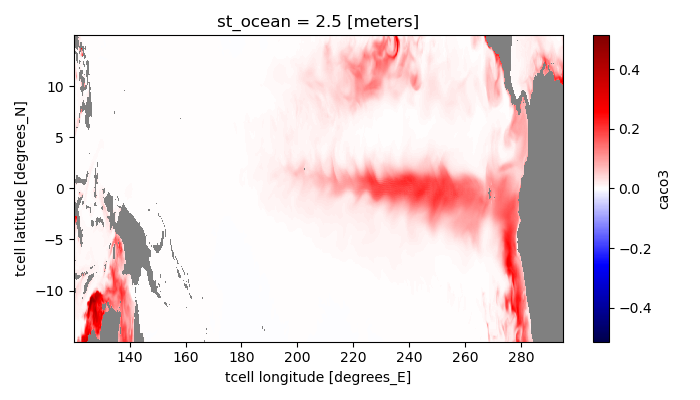 st_ocean = 2.5 [meters]
10
5
0
−5
−10
tcell latitude [degrees_N]
140 160 180 200 220 240 260 280
tcell longitude [degrees_E]
0.4
0.2
0.0
−0.2
−0.4
caco3